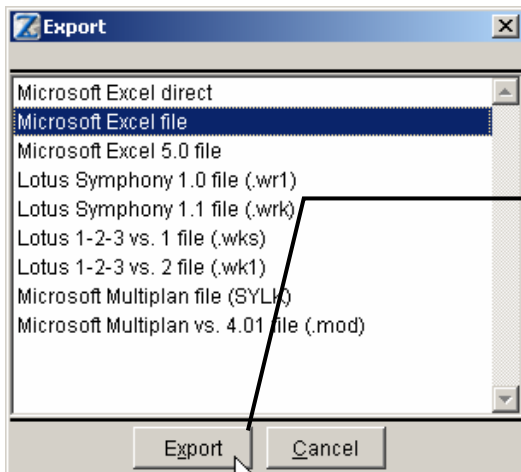 Export
Microsoft Excel direct
Microsoft Excel file
Microsoft Excel 5.0 file
Lotus Symphony 1.0 file (.wr1)
Lotus Symphony 1.1 file (.wrk)
Lotus 1-2-3 vs. 1 file (.wks)
Lotus 1-2-3 vs. 2 file (.wk1)
Microsoft Multiplan file (SYLK)
Microsoft Multiplan vs. 4.01 file (.mod)
Export Cancel